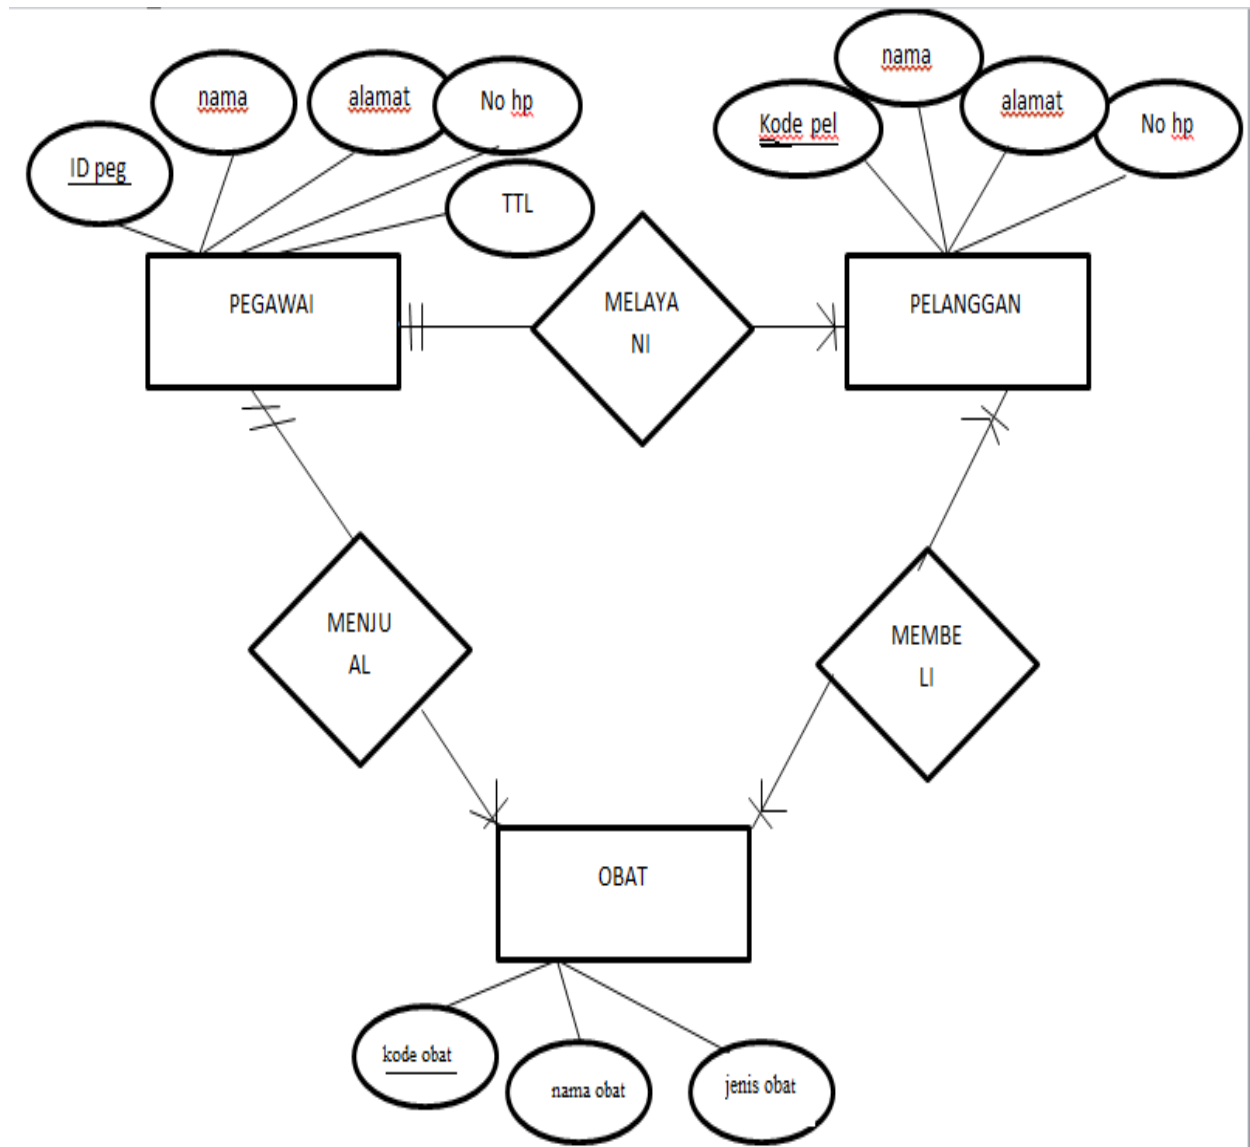 nama
alamat
No hp
ID peg
TTL
nama
Kode pel
alamat
No hp
PEGAWAI
MELAYA
NI
PELANGGAN
MENJU
AL
MEMBE
LI
OBAT
kode obat
nama obat
jenis obat